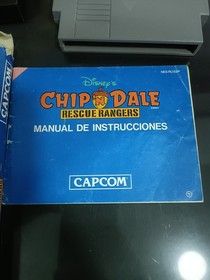 Disney's
CHIP DALE
RESCUE RANGERS
MANUAL DE INSTRUCCIONES
CAPCOM
CAPCOM